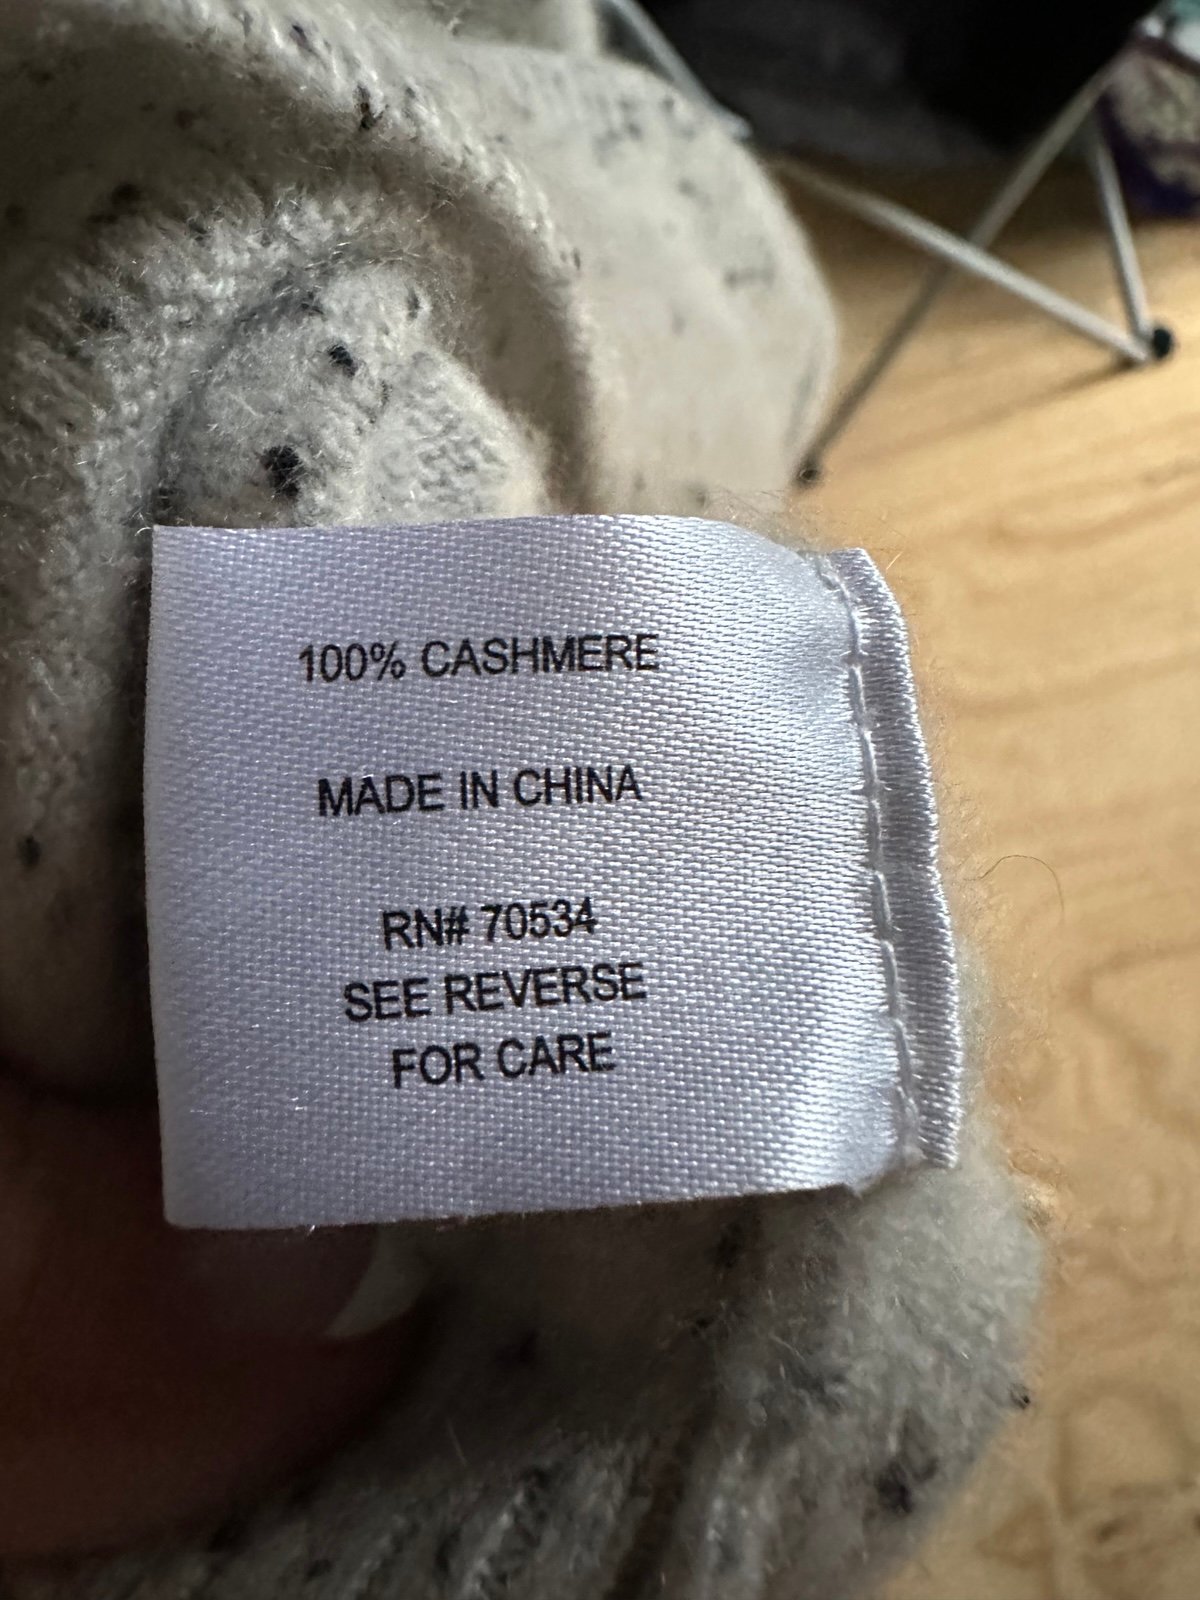 100% CASHMERE
MADE IN CHINA
RN# 70534
SEE REVERSE
FOR CARE